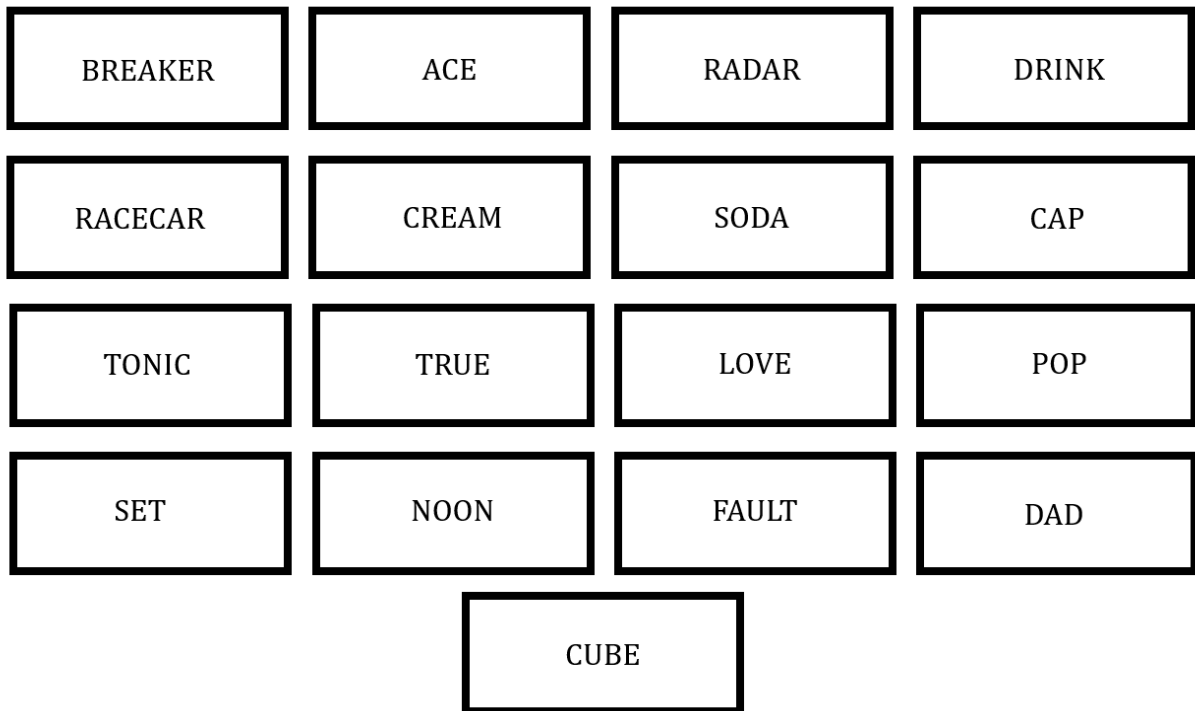 BREAKER ACE RADAR DRINK
RACECAR CREAM SODA CAP
TONIC TRUE LOVE POP
SET NOON FAULT DAD
CUBE